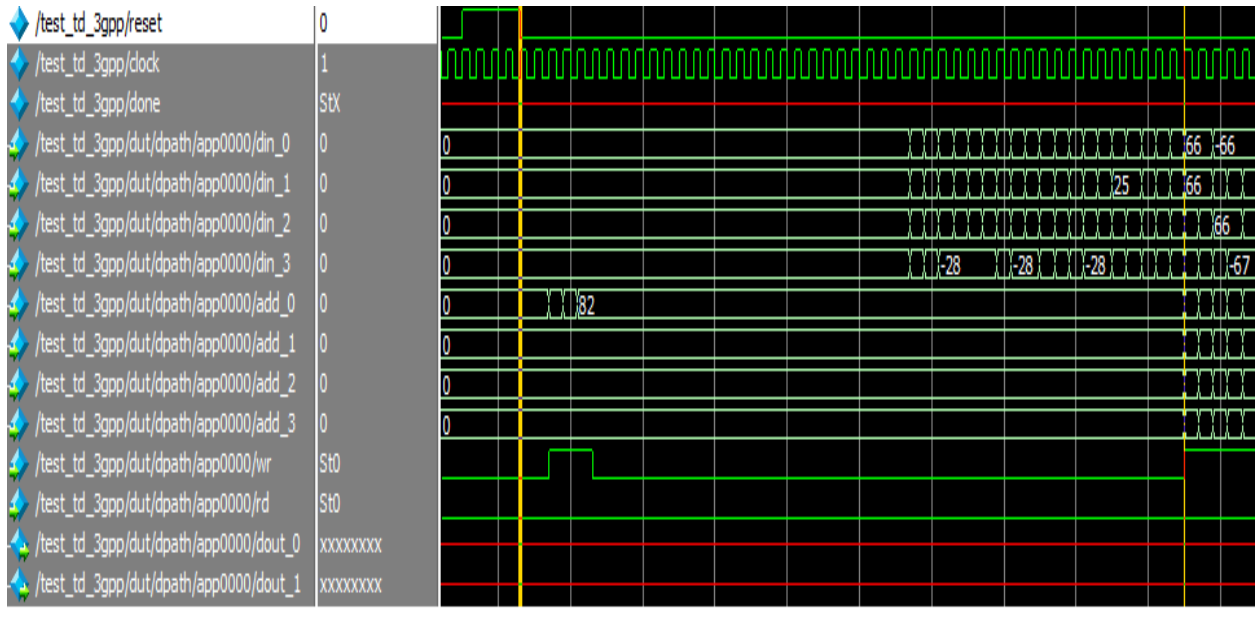 /test_td_3gpp/reset 0
/test_td_3gpp/clock 1
/test_td_3gpp/done StX
/test_td_3gpp/dut/dpath/app0000/din_0 0 0 66 -66
/test_td_3gpp/dut/dpath/app0000/din_1 0 0 25 66
/test_td_3gpp/dut/dpath/app0000/din_2 0 0 66
/test_td_3gpp/dut/dpath/app0000/din_3 0 0 -28 -28 -28 -67
/test_td_3gpp/dut/dpath/app0000/add_0 0 0 82
/test_td_3gpp/dut/dpath/app0000/add_1 0 0
/test_td_3gpp/dut/dpath/app0000/add_2 0 0
/test_td_3gpp/dut/dpath/app0000/add_3 0 0
/test_td_3gpp/dut/dpath/app0000/wr St0
/test_td_3gpp/dut/dpath/app0000/rd St0
/test_td_3gpp/dut/dpath/app0000/dout_0 xxxxxxxx
/test_td_3gpp/dut/dpath/app0000/dout_1 xxxxxxxx